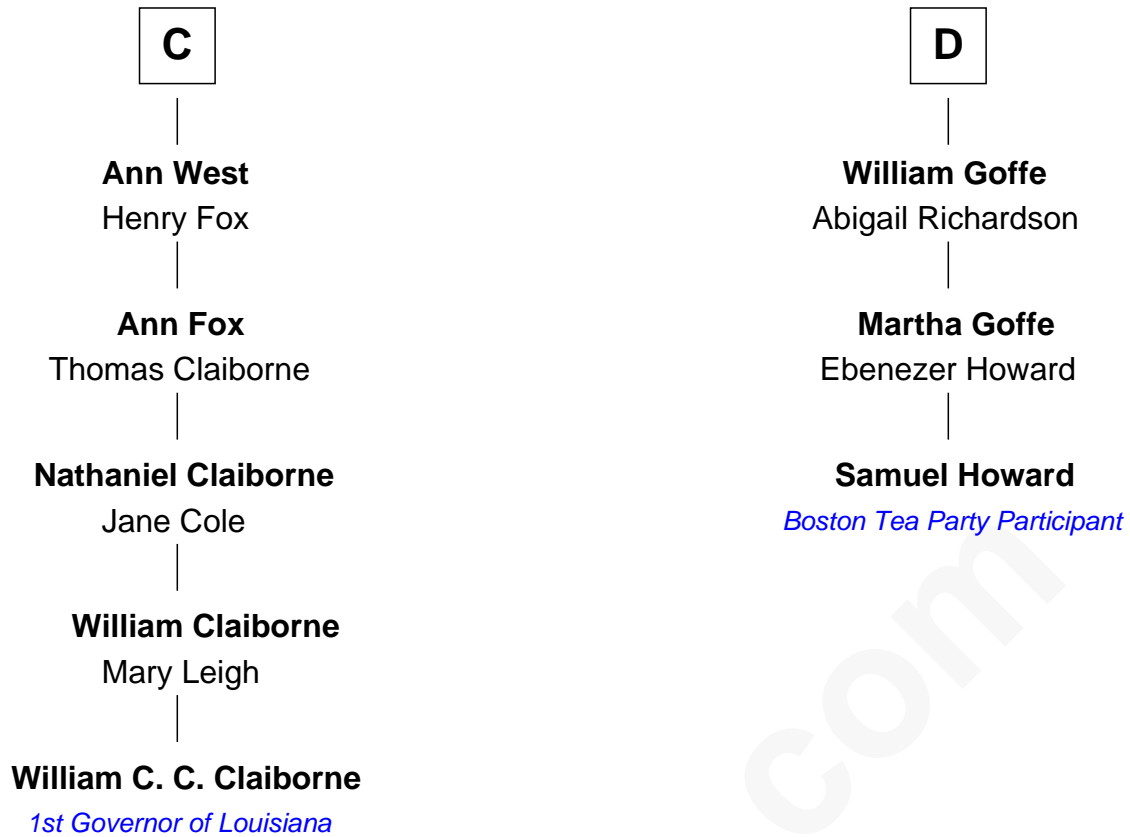 C
Ann West
Henry Fox
Ann Fox
Thomas Claiborne
Nathaniel Claiborne
Jane Cole
William Claiborne
Mary Leigh
William C. C. Claiborne
1st Governor of Louisiana
D
William Goffe
Abigail Richardson
Martha Goffe
Ebenezer Howard
Samuel Howard
Boston Tea Party Participant
com